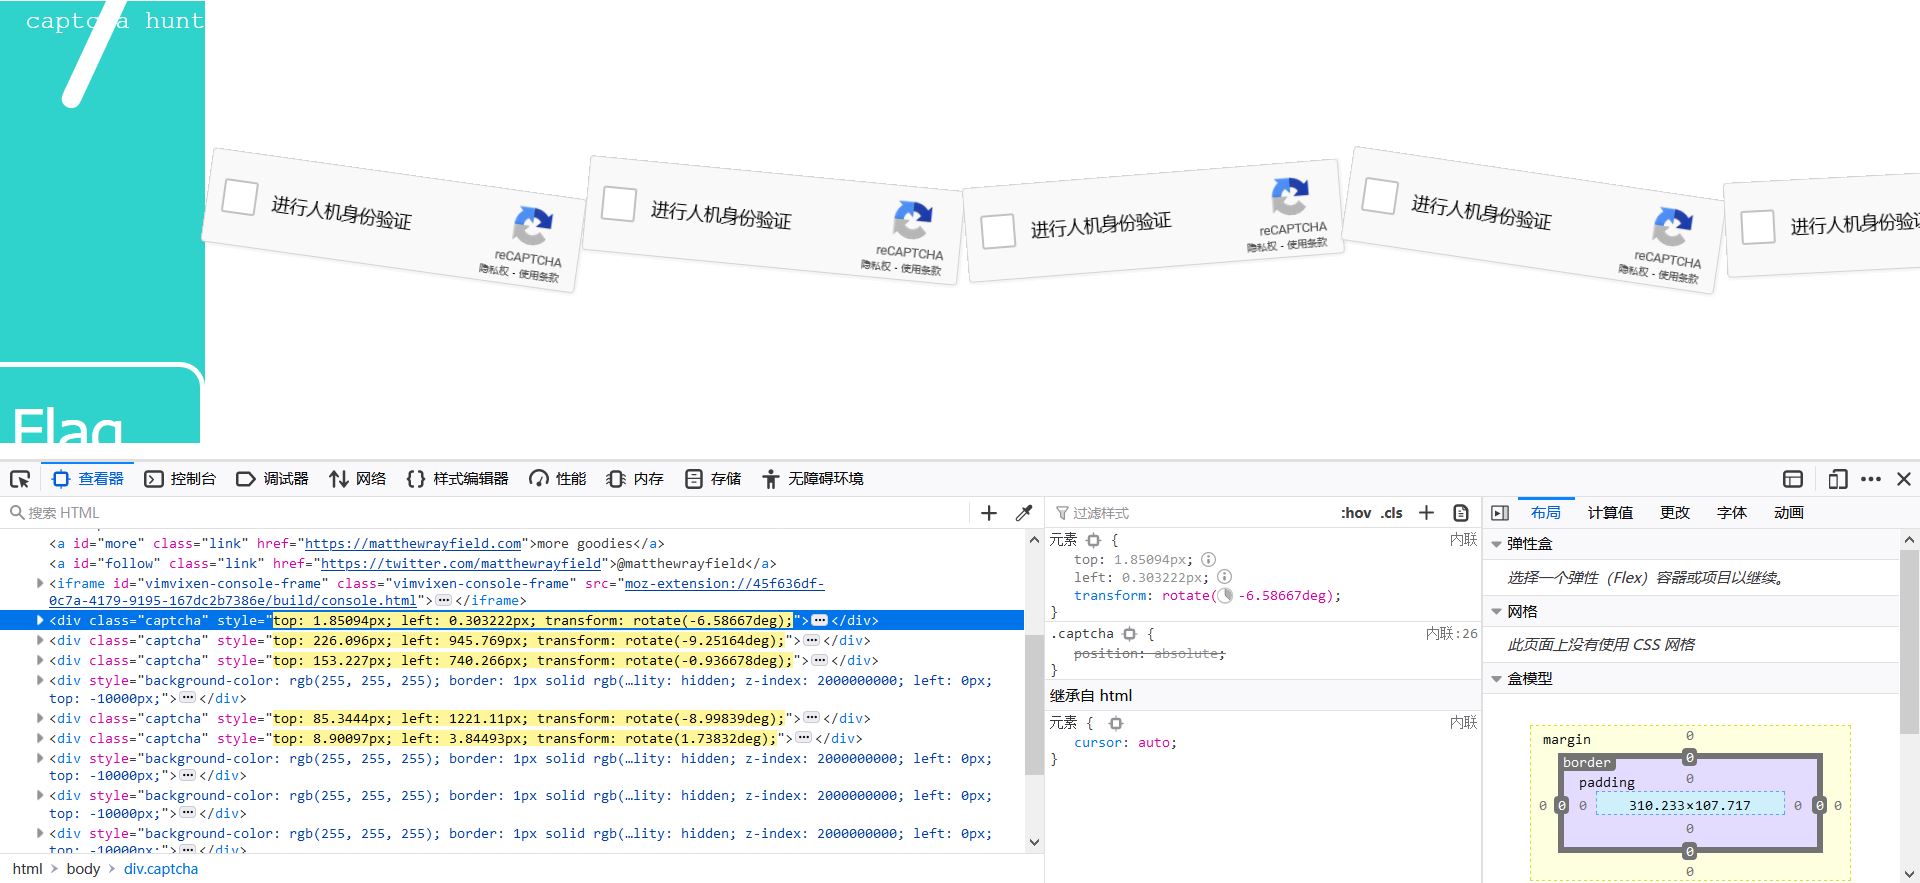 captcha hunt
7
进行人机身份验证
reCAPTCHA
隐私权 - 使用条款
进行人机身份验证
reCAPTCHA
隐私权 - 使用条款
进行人机身份验证
reCAPTCHA
隐私权 - 使用条款
进行人机身份验证
reCAPTCHA
隐私权 - 使用条款
进行人机身份验证
Flag
查看器 控制台 调试器 网络 {} 样式编辑器 性能 内存 存储 无障碍环境
搜索 HTML
<a id="more" class="link" href="https://matthewrayfield.com">more goodies</a>
<a id="follow" class="link" href="https://twitter.com/matthewrayfield">@matthewrayfield</a>
<iframe id="vimvixen-console-frame" class="vimvixen-console-frame" src="moz-extension://45f636df-
0c7a-4179-9195-167dc2b7386e/build/console.html">…</iframe>
<div class="captcha" style="top: 1.85094px; left: 0.303222px; transform: rotate(-6.58667deg);">…</div>
<div class="captcha" style="top: 226.096px; left: 945.769px; transform: rotate(-9.25164deg);">…</div>
<div class="captcha" style="top: 153.227px; left: 740.266px; transform: rotate(-0.936678deg);">…</div>
<div style="background-color: rgb(255, 255, 255); border: 1px solid rgb(…lity: hidden; z-index: 2000000000; left: 0px;
top: -10000px;">…</div>
<div class="captcha" style="top: 85.3444px; left: 1221.11px; transform: rotate(-8.99839deg);">…</div>
<div class="captcha" style="top: 8.90097px; left: 3.84493px; transform: rotate(1.73832deg);">…</div>
<div style="background-color: rgb(255, 255, 255); border: 1px solid rgb(…lity: hidden; z-index: 2000000000; left: 0px;
top: -10000px;">…</div>
<div style="background-color: rgb(255, 255, 255); border: 1px solid rgb(…lity: hidden; z-index: 2000000000; left: 0px;
top: -10000px;">…</div>
<div style="background-color: rgb(255, 255, 255); border: 1px solid rgb(…lity: hidden; z-index: 2000000000; left: 0px;
top: -10000px;">…</div>
html > body > div.captcha
过滤样式 :hov .cls
元素 { 内联
top: 1.85094px;
left: 0.303222px;
transform: rotate( -6.58667deg);
}
.captcha { 内联:26
position: absolute;
}
继承自 html
元素 { 内联
cursor: auto;
}
布局 计算值 更改 字体 动画
弹性盒
选择一个弹性（Flex）容器或项目以继续。
网格
此页面上没有使用 CSS 网格
盒模型
margin 0
border 0
padding 0
0 0 0 310.233×107.717 0 0 0
0
0
0